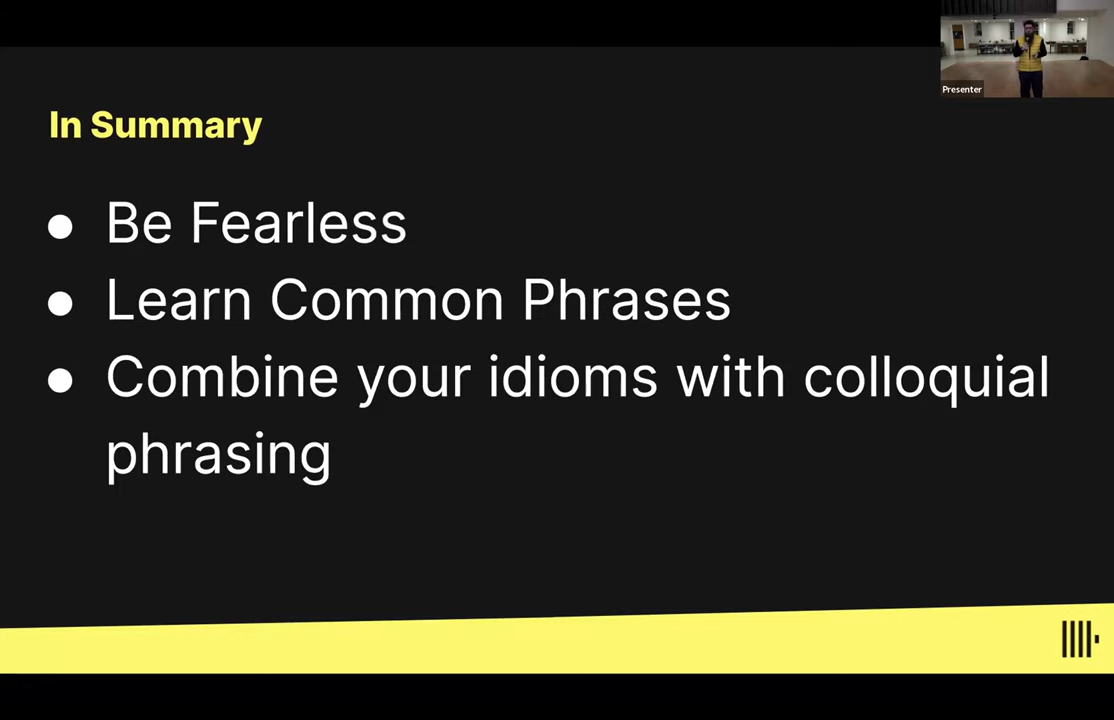 Presenter
In Summary
● Be Fearless
● Learn Common Phrases
● Combine your idioms with colloquial
phrasing